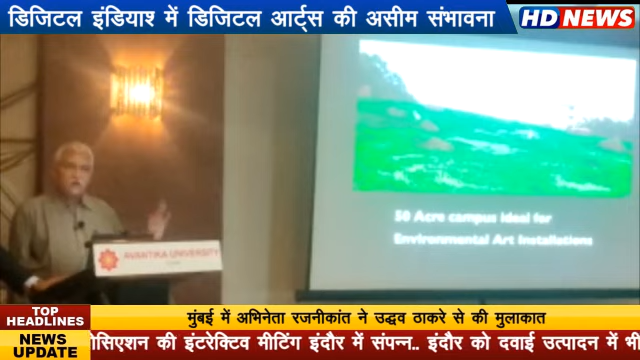 डिजिटल इंडियाश में डिजिटल आर्ट्स की असीम संभावना
HD NEWS
50 Acre campus ideal for
Environmental Art Installations
AVANTIKA UNIVERSITY
TOP
HEADLINES
मुंबई में अभिनेता रजनीकांत ने उद्धव ठाकरे से की मुलाकात
NEWS
UPDATE
ोसिएशन की इंटरेक्टिव मीटिंग इंदौर में संपन्न.. इंदौर को दवाई उत्पादन में भी